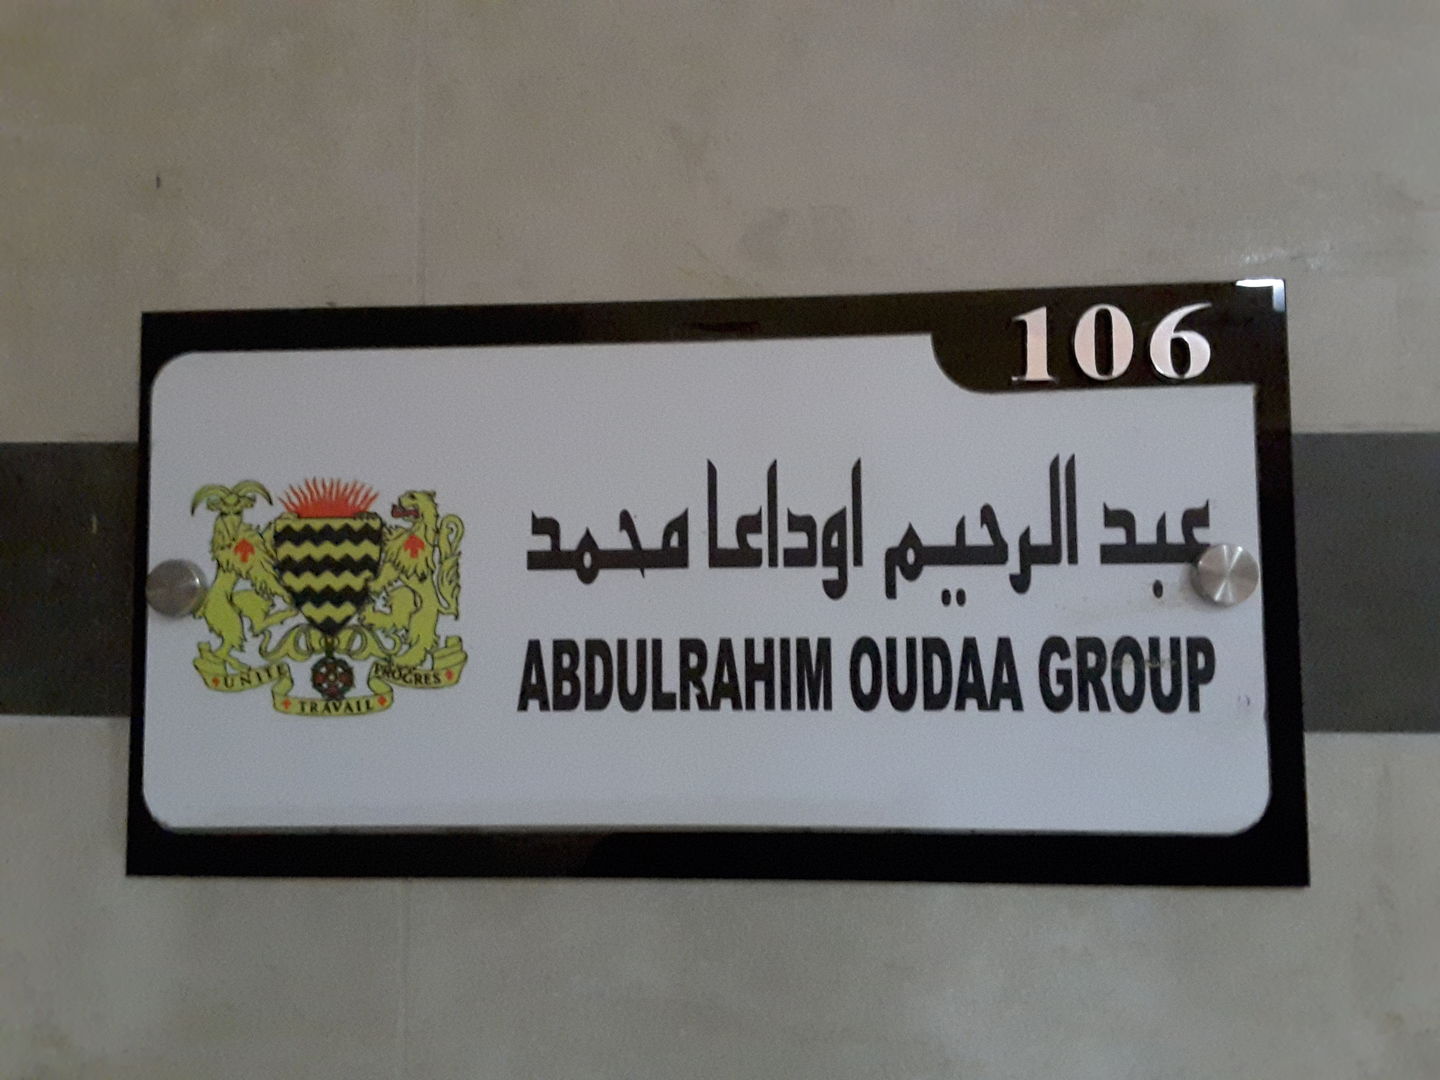 106
عبد الرحيم اوداعا محمد
ABDULRAHIM OUDAA GROUP
UNITE TRAVAIL PROGRES